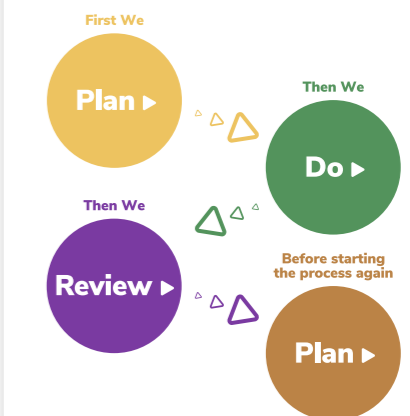 First We
Plan
Then We
Do
Then We
Review
Before starting
the process again
Plan